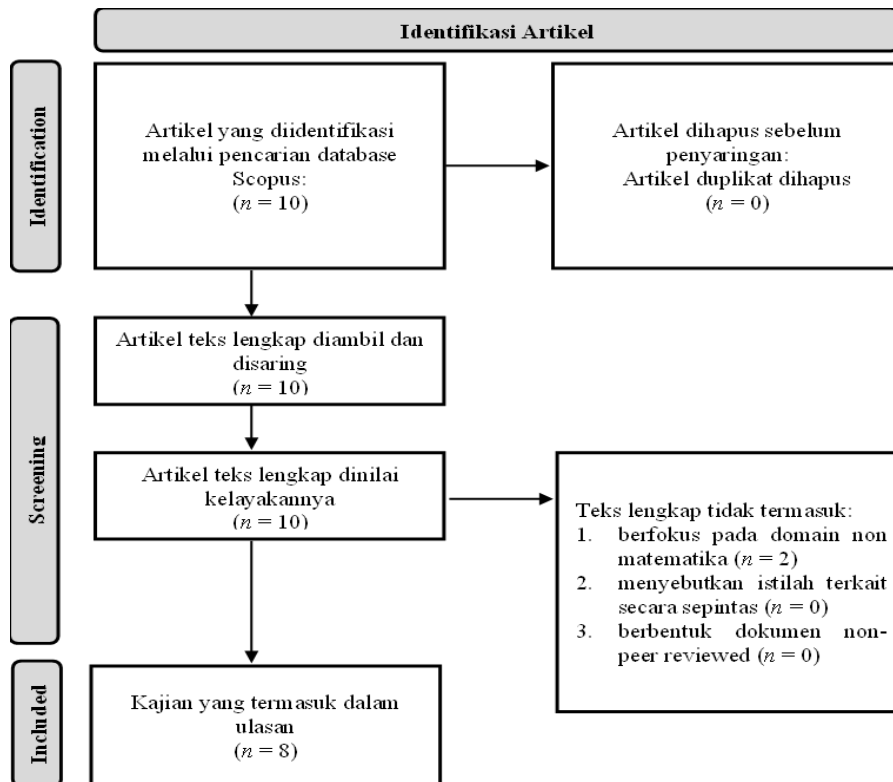 Identifikasi Artikel
Identification
Artikel yang diidentifikasi
melalui pencarian database
Scopus:
(n = 10)
Artikel dihapus sebelum
penyaringan:
Artikel duplikat dihapus
(n = 0)
Screening
Artikel teks lengkap diambil dan
disaring
(n = 10)
Artikel teks lengkap dinilai
kelayakannya
(n = 10)
Teks lengkap tidak termasuk:
1. berfokus pada domain non
matematika (n = 2)
2. menyebutkan istilah terkait
secara sepintas (n = 0)
3. berbentuk dokumen non-
peer reviewed (n = 0)
Included
Kajian yang termasuk dalam
ulasan
(n = 8)